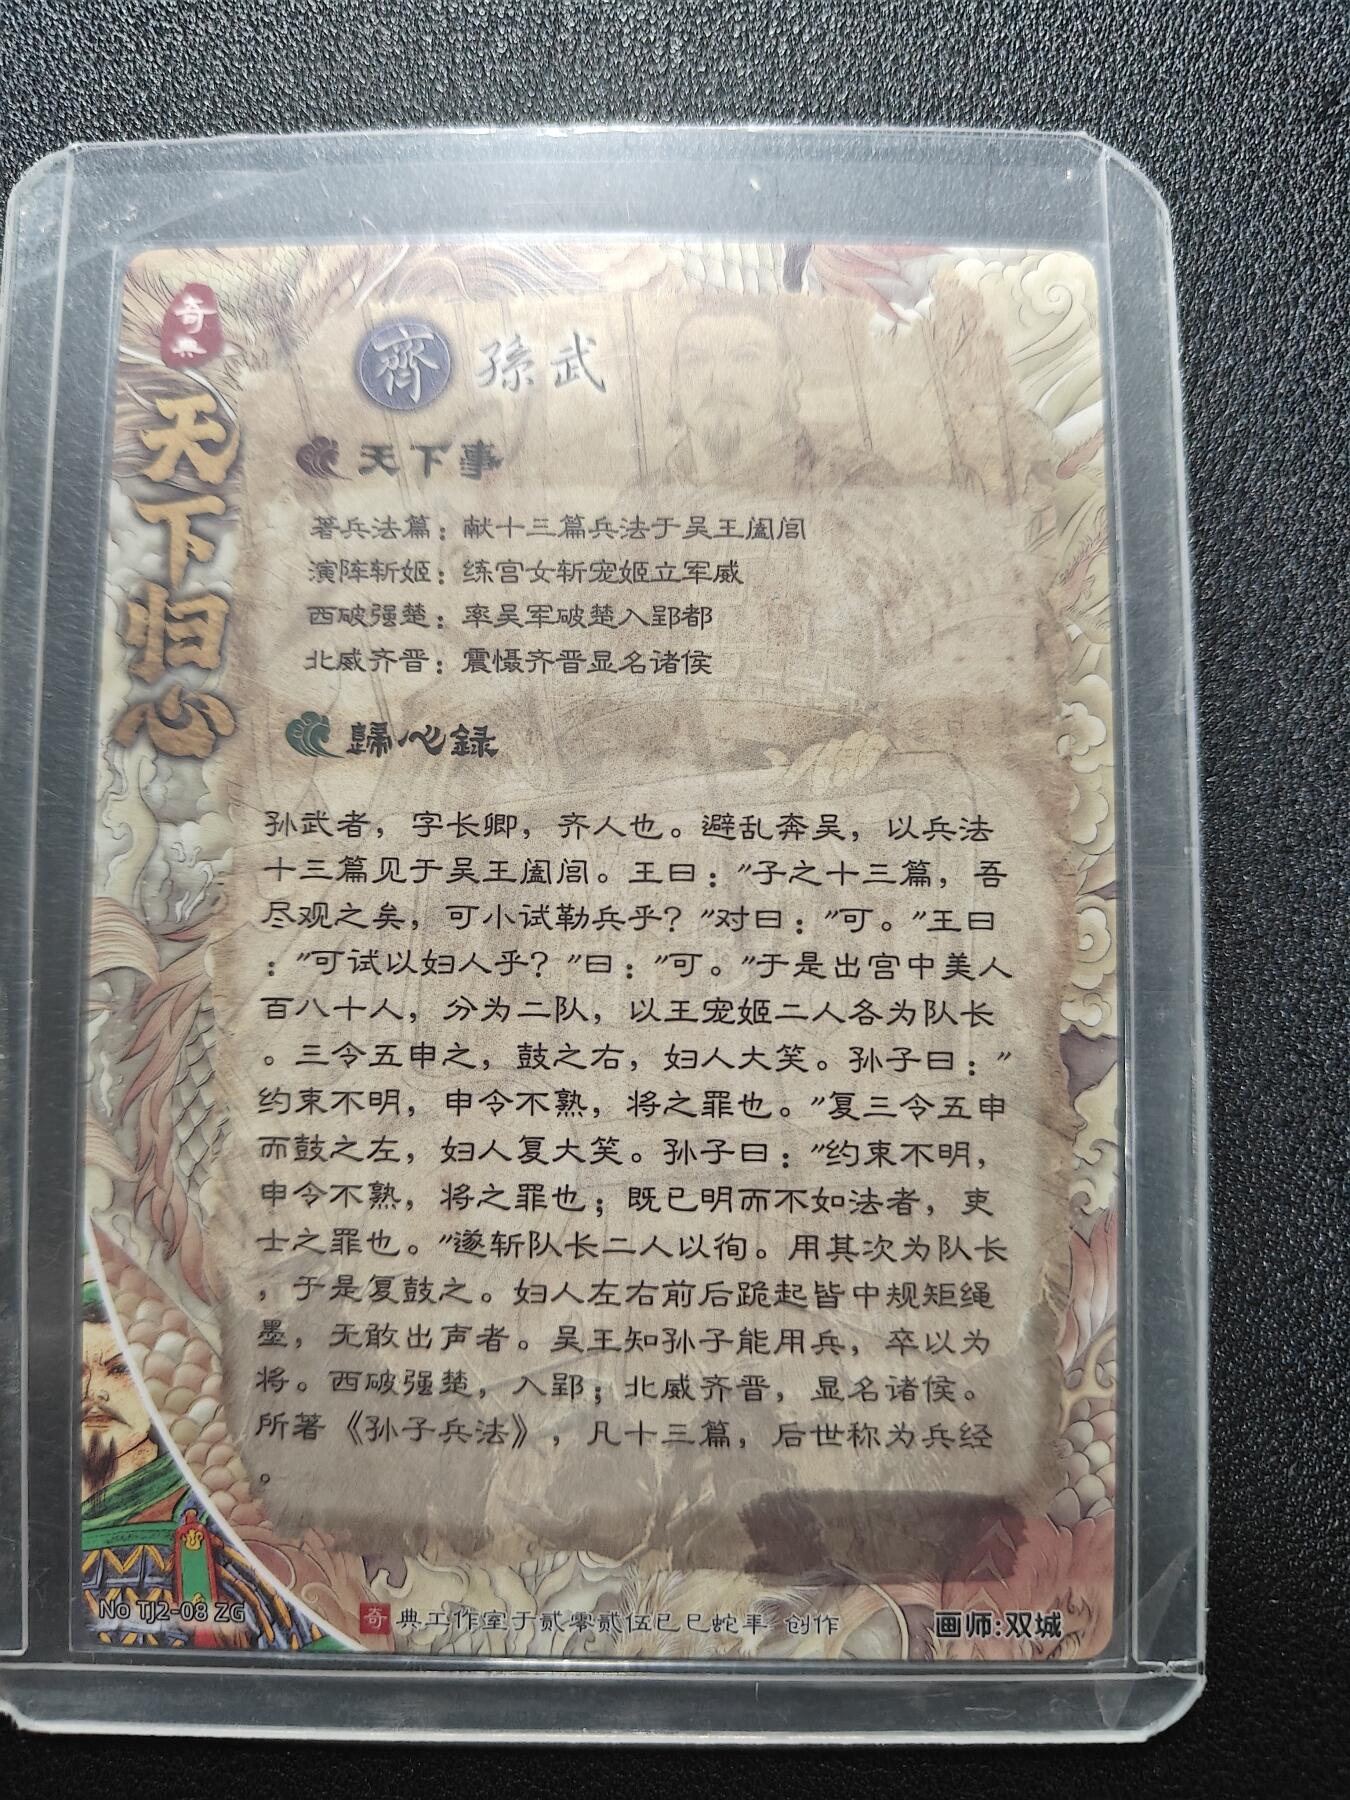 奇典
天下归心
齊 孫武
天下事
著兵法篇：献十三篇兵法于吴王阖闾
演阵斩姬：练宫女斩宠姬立军威
西破强楚：率吴军破楚入郢都
北威齐晋：震慑齐晋显名诸侯
歸心録
孙武者，字长卿，齐人也。避乱奔吴，以兵法
十三篇见于吴王阖闾。王曰："子之十三篇，吾
尽观之矣，可小试勒兵乎？"对曰："可。"王曰
："可试以妇人乎？"曰："可。"于是出宫中美人
百八十人，分为二队，以王宠姬二人各为队长
。三令五申之，鼓之右，妇人大笑。孙子曰："
约束不明，申令不熟，将之罪也。"复三令五申
而鼓之左，妇人复大笑。孙子曰："约束不明，
申令不熟，将之罪也；既已明而不如法者，吏
士之罪也。"遂斩队长二人以徇。用其次为队长
，于是复鼓之。妇人左右前后跪起皆中规矩绳
墨，无敢出声者。吴王知孙子能用兵，卒以为
将。西破强楚，入郢；北威齐晋，显名诸侯。
所著《孙子兵法》，凡十三篇，后世称为兵经
。
No TJ2-08 ZG
奇典工作室于贰零贰伍已巳蛇年 创作
画师:双城